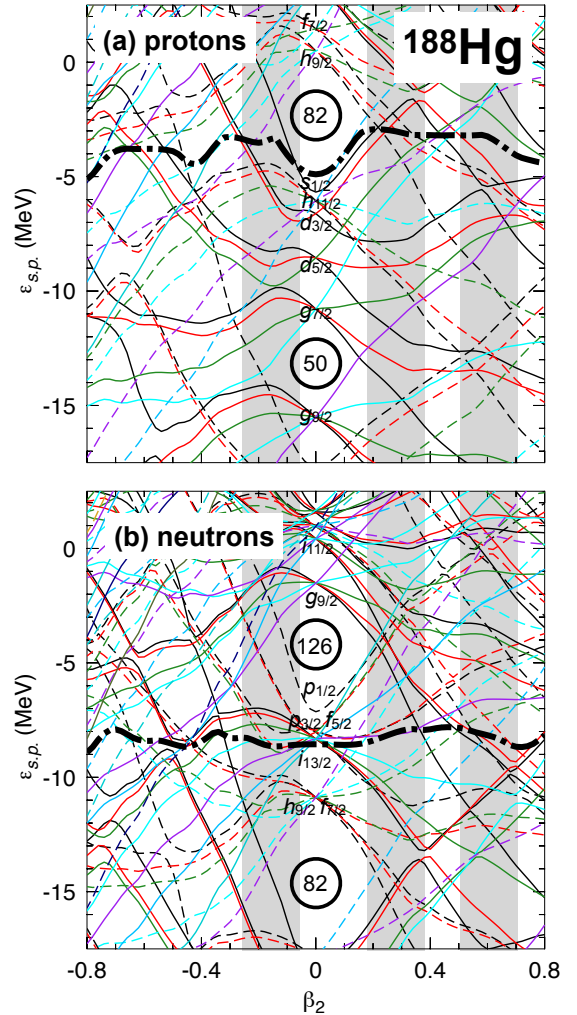 (a) protons
¹⁸⁸Hg
f7/2
h9/2
82
s1/2
h11/2
d3/2
d5/2
g7/2
50
g9/2
0
-5
-10
-15
εs.p. (MeV)
(b) neutrons
i11/2
g9/2
126
p1/2
p3/2 f5/2
i13/2
h9/2 f7/2
82
0
-5
-10
-15
εs.p. (MeV)
-0.8
-0.4
0
0.4
0.8
β2